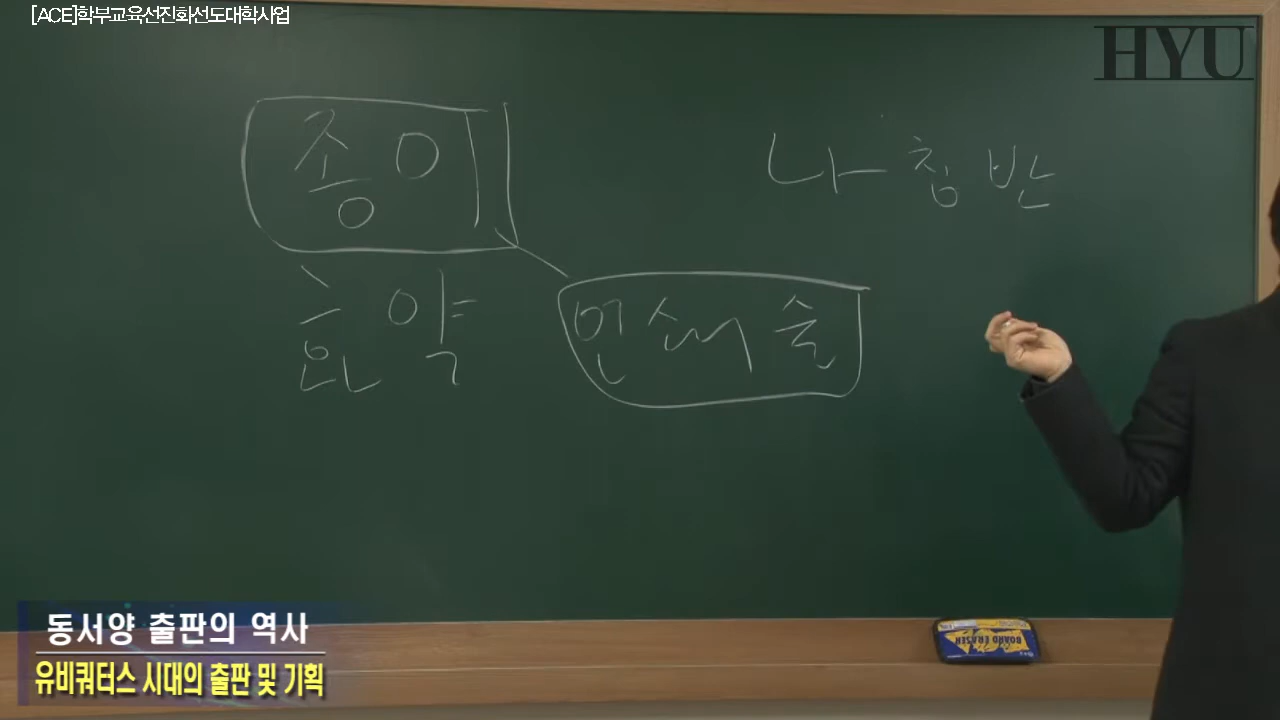 [ACE]학부교육선진화선도대학사업
HYU
종이
나침반
화약
인쇄술
BOARD ERASER
동서양 출판의 역사
유비쿼터스 시대의 출판 및 기획